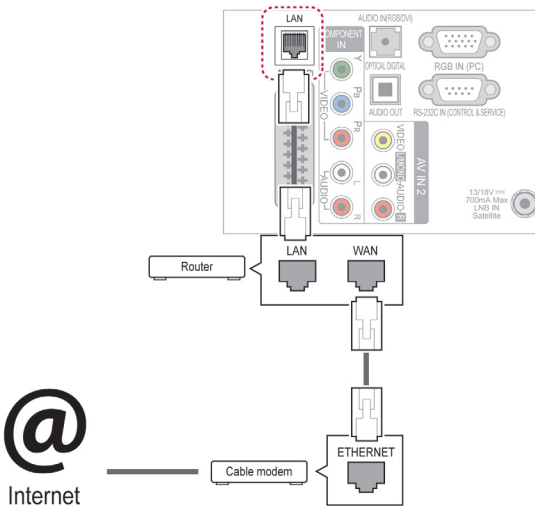 LAN
AUDIO IN(RGB/DVI)
COMPONENT
IN
OPTICAL DIGITAL
RGB IN (PC)
AUDIO OUT
RS-232C IN (CONTROL & SERVICE)
Y
PB
PR
VIDEO
L
R
AUDIO
VIDEO
L/MONO
AUDIO
R
AV IN 2
13/18V
700mA Max
LNB IN
Satellite
LAN
WAN
Router
ETHERNET
Cable modem
@
Internet